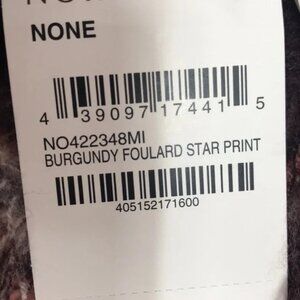 NONE
4 39097 17441 5
NO422348MI
BURGUNDY FOULARD STAR PRINT
405152171600